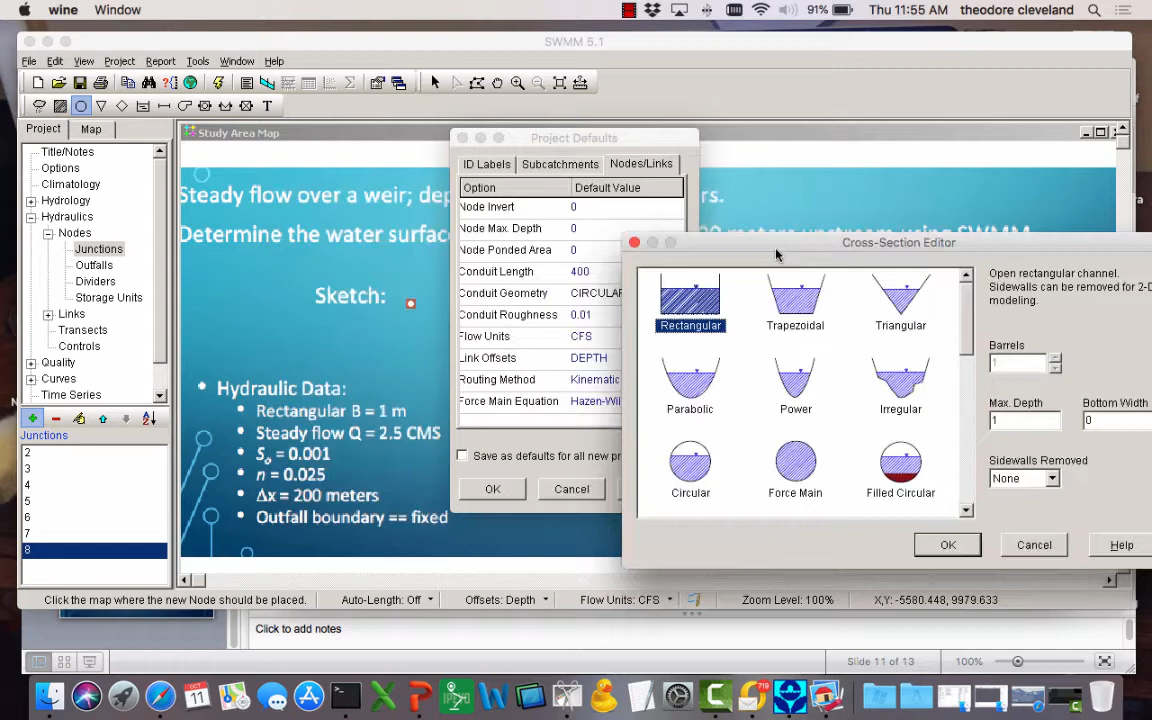 wine Window 91% Thu 11:55 AM theodore cleveland
SWMM 5.1
File Edit View Project Report Tools Window Help
Project Map
Study Area Map
Title/Notes
Options
Climatology
Hydrology
Hydraulics
Nodes
Junctions
Outfalls
Dividers
Storage Units
Links
Transects
Controls
Quality
Curves
Time Series
Junctions
2
3
4
5
6
7
8
Steady flow over a weir;
Determine the water
upstream using SWMM
Sketch:
Hydraulic Data:
Rectangular B = 1 m
Steady flow Q = 2.5 CMS
So = 0.001
n = 0.025
Δx = 200 meters
Outfall boundary == fixed
Project Defaults
ID Labels Subcatchments Nodes/Links
Option Default Value
Node Invert 0
Node Max. Depth 0
Node Ponded Area 0
Conduit Length 400
Conduit Geometry CIRCULAR
Conduit Roughness 0.01
Flow Units CFS
Link Offsets DEPTH
Routing Method Kinematic
Force Main Equation Hazen-Wil
Save as defaults for all new pr
OK Cancel
Cross-Section Editor
Rectangular Trapezoidal Triangular
Parabolic Power Irregular
Circular Force Main Filled Circular
Open rectangular channel.
Sidewalls can be removed for 2-D
modeling.
Barrels
1
Max. Depth Bottom Width
1 0
Sidewalls Removed
None
OK Cancel Help
Click the map where the new Node should be placed. Auto-Length: Off Offsets: Depth Flow Units: CFS Zoom Level: 100% X,Y: -5580.448, 9979.633
Click to add notes
Slide 11 of 13 100%
OCT
11
719